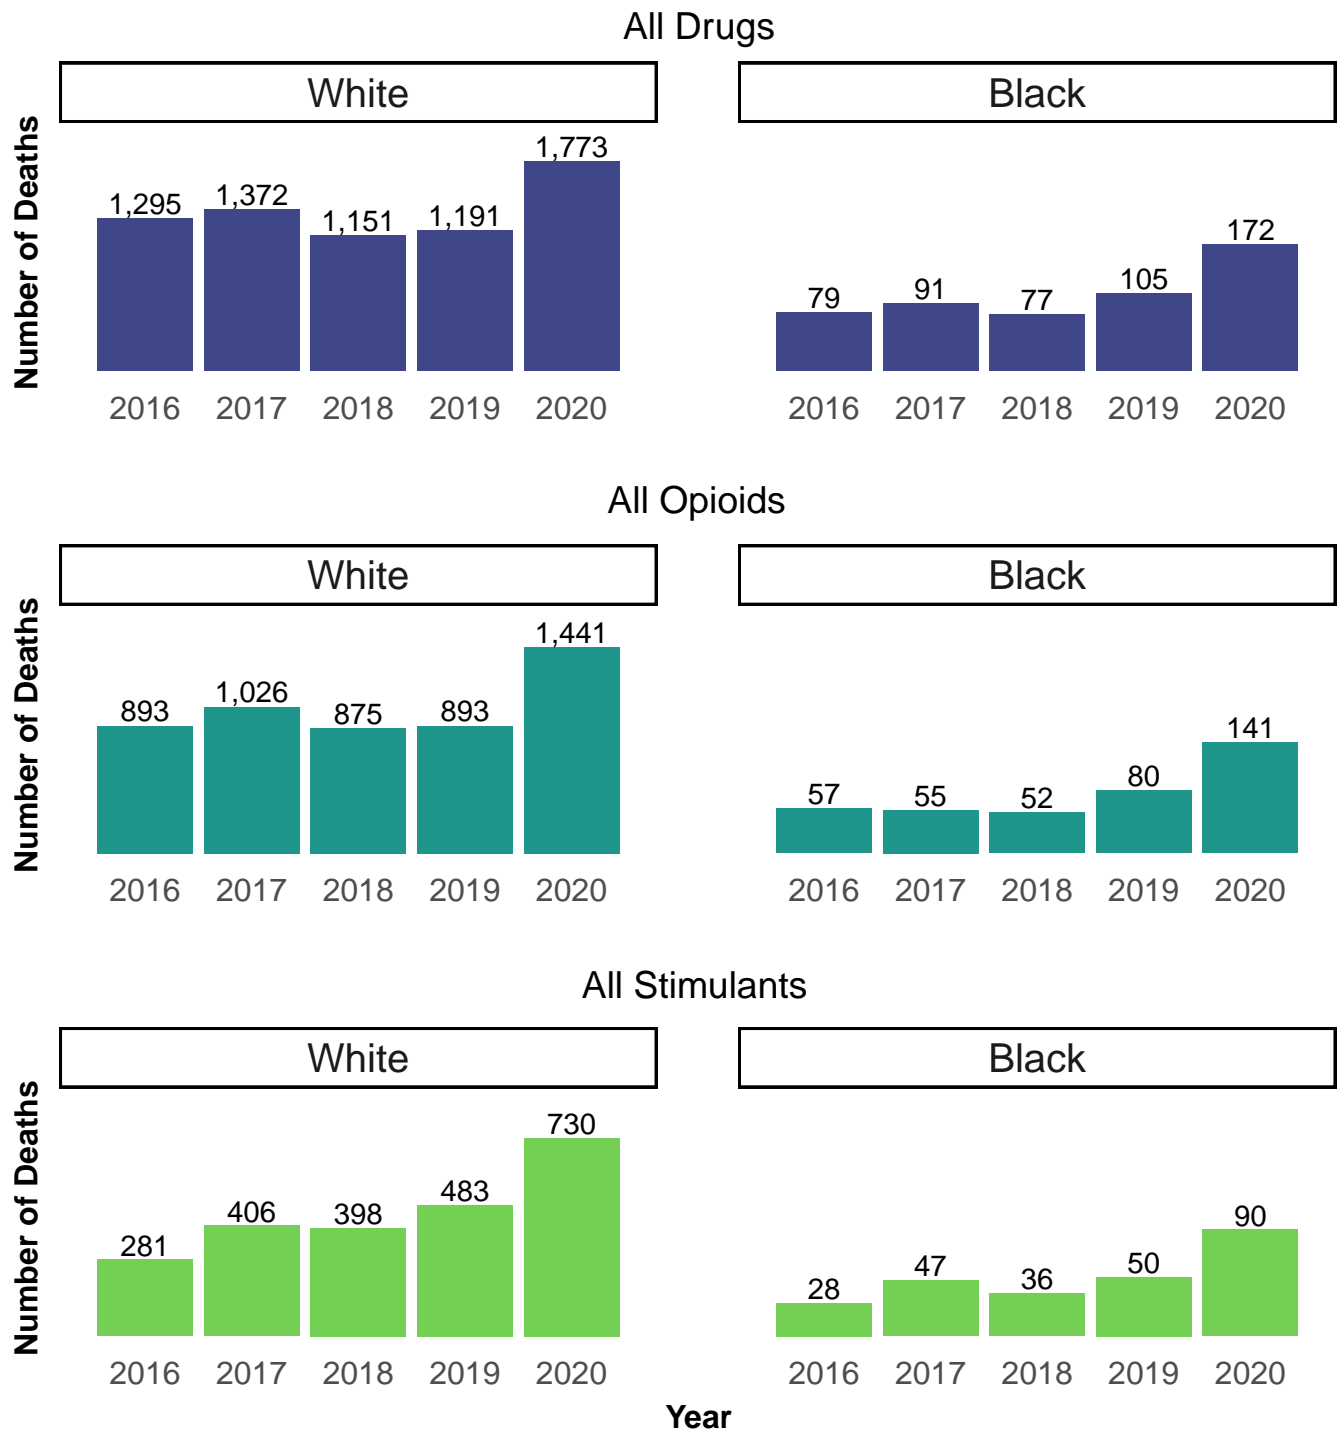 All Drugs
White
Black
Number of Deaths
1,295 1,372 1,151 1,191 1,773
79 91 77 105 172
2016 2017 2018 2019 2020
2016 2017 2018 2019 2020
All Opioids
White
Black
Number of Deaths
893 1,026 875 893 1,441
57 55 52 80 141
2016 2017 2018 2019 2020
2016 2017 2018 2019 2020
All Stimulants
White
Black
Number of Deaths
281 406 398 483 730
28 47 36 50 90
2016 2017 2018 2019 2020
2016 2017 2018 2019 2020
Year